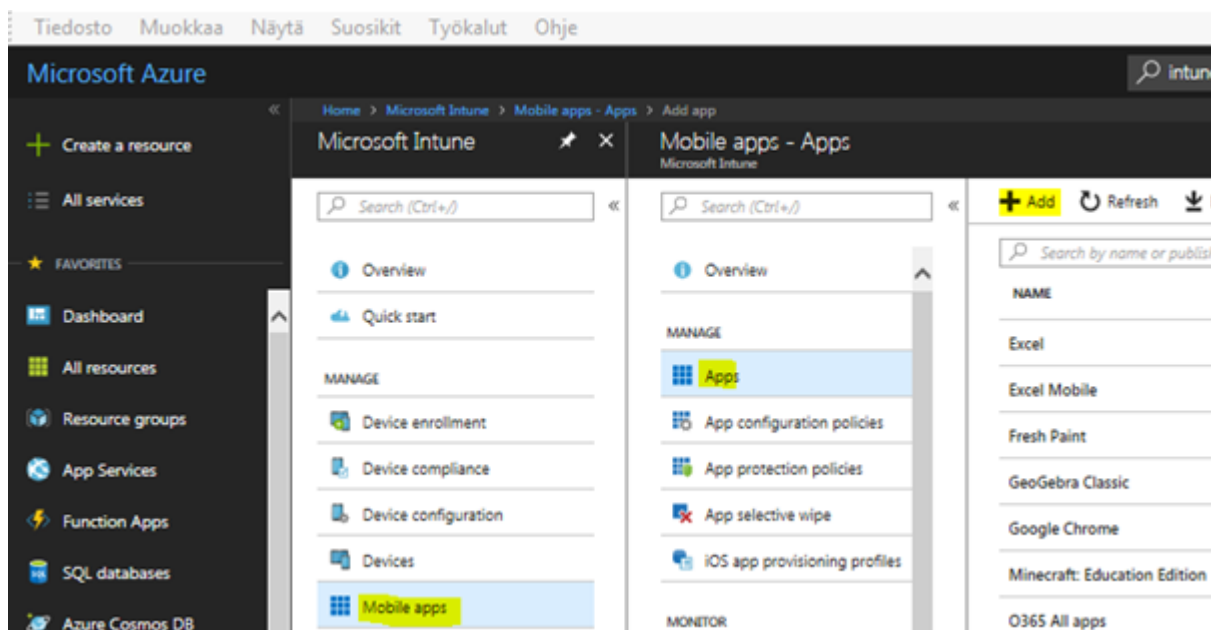 Tiedosto Muokkaa Näytä Suosikit Työkalut Ohje
Microsoft Azure
Home > Microsoft Intune > Mobile apps - Apps > Add app
Create a resource
All services
FAVORITES
Dashboard
All resources
Resource groups
App Services
Function Apps
SQL databases
Azure Cosmos DB
Microsoft Intune
Search (Ctrl+/)
Overview
Quick start
MANAGE
Device enrollment
Device compliance
Device configuration
Devices
Mobile apps
Mobile apps - Apps
Microsoft Intune
Search (Ctrl+/)
Overview
MANAGE
Apps
App configuration policies
App protection policies
App selective wipe
iOS app provisioning profiles
MONITOR
Add Refresh
Search by name or
NAME
Excel
Excel Mobile
Fresh Paint
GeoGebra Classic
Google Chrome
Minecraft: Education Edition
O365 All apps